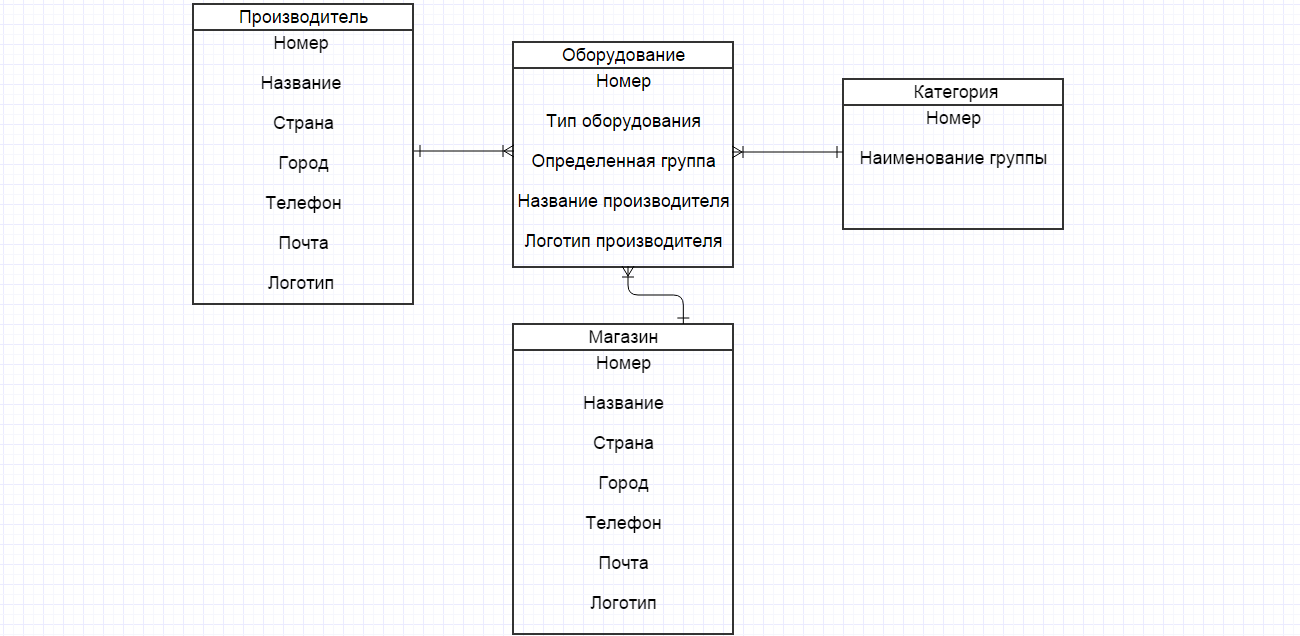 Производитель
Номер
Название
Страна
Город
Телефон
Почта
Логотип
Оборудование
Номер
Тип оборудования
Определенная группа
Название производителя
Логотип производителя
Категория
Номер
Наименование группы
Магазин
Номер
Название
Страна
Город
Телефон
Почта
Логотип